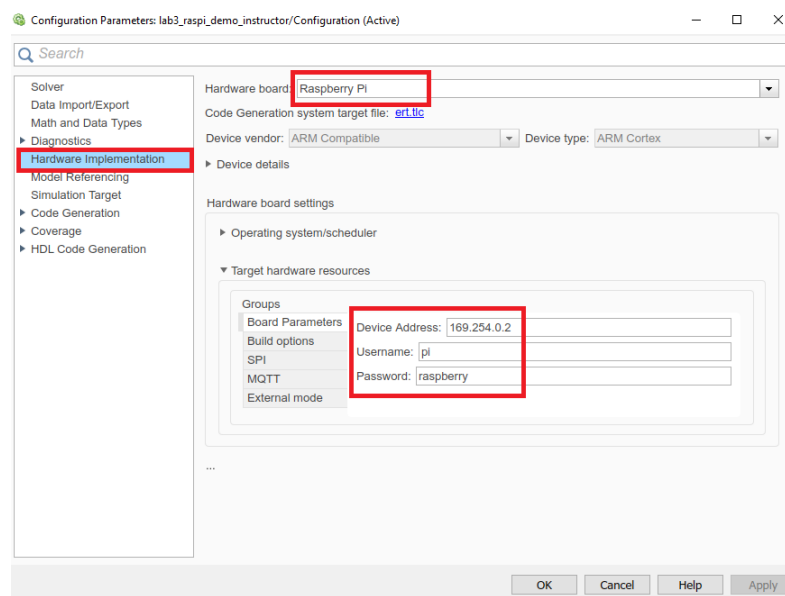 Configuration Parameters: lab3_raspi_demo_instructor/Configuration (Active)
Search
Solver
Data Import/Export
Math and Data Types
Diagnostics
Hardware Implementation
Model Referencing
Simulation Target
Code Generation
Coverage
HDL Code Generation
Hardware board: Raspberry Pi
Code Generation system target file: ert.tlc
Device vendor: ARM Compatible Device type: ARM Cortex
Device details
Hardware board settings
Operating system/scheduler
Target hardware resources
Groups
Board Parameters
Build options
SPI
MQTT
External mode
Device Address: 169.254.0.2
Username: pi
Password: raspberry
...
OK Cancel Help Apply